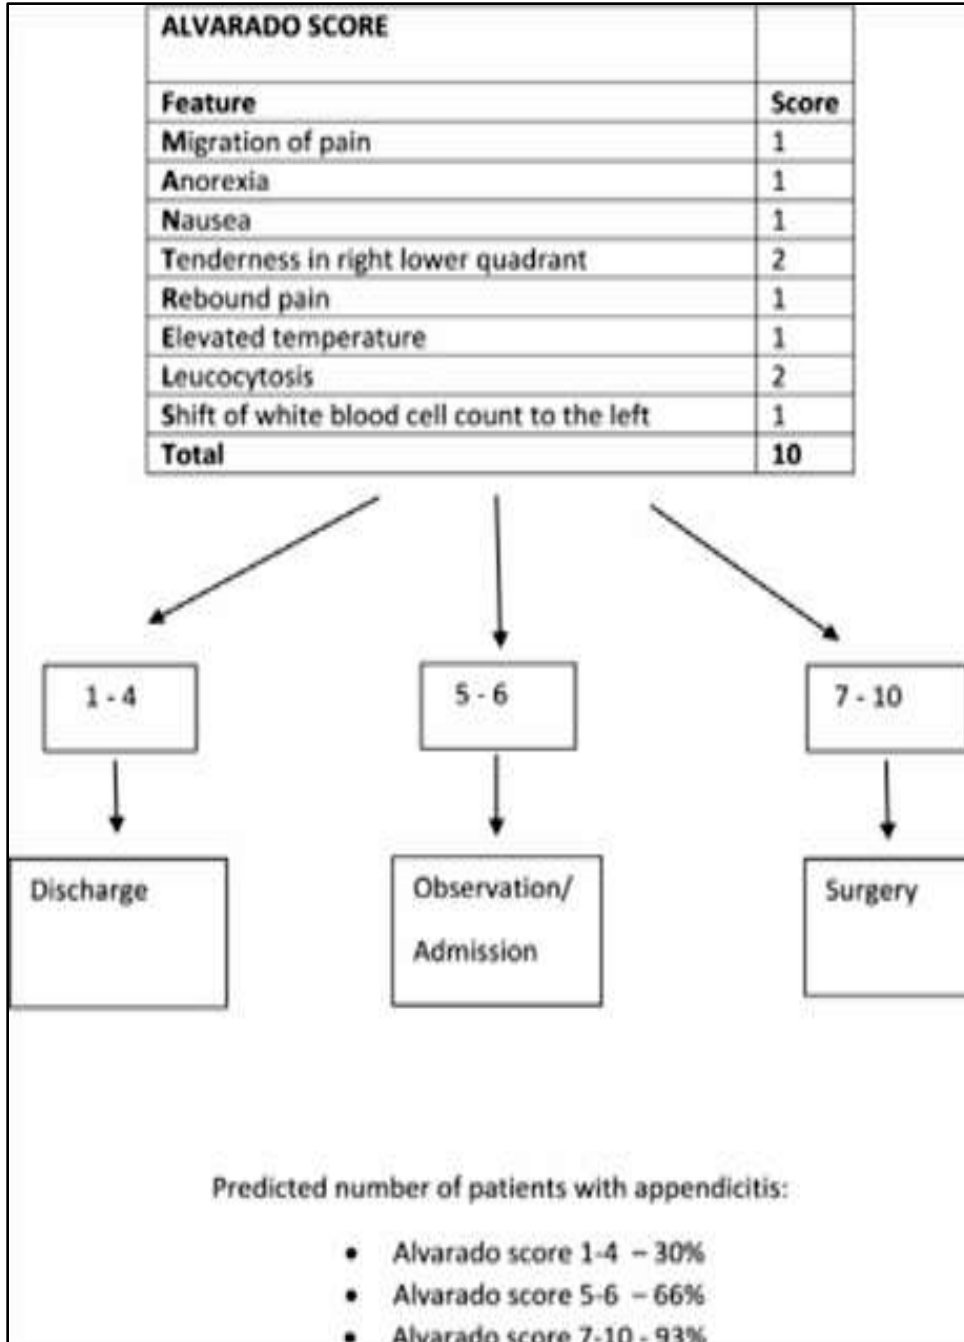 ALVARADO SCORE
Feature Score
Migration of pain 1
Anorexia 1
Nausea 1
Tenderness in right lower quadrant 2
Rebound pain 1
Elevated temperature 1
Leucocytosis 2
Shift of white blood cell count to the left 1
Total 10
1 - 4 5 - 6 7 - 10
Discharge Observation/ Surgery
Admission
Predicted number of patients with appendicitis:
• Alvarado score 1-4 – 30%
• Alvarado score 5-6 – 66%
• Alvarado score 7-10 - 93%